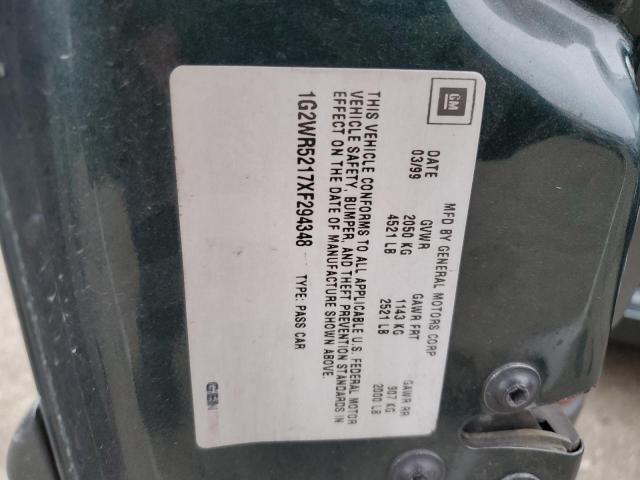 GM
MFD BY GENERAL MOTORS CORP
DATE GVWR GAWR FRT GAWR RR
03/99 2050 KG 1143 KG 907 KG
4521 LB 2521 LB 2000 LB
THIS VEHICLE CONFORMS TO ALL APPLICABLE U.S. FEDERAL MOTOR
VEHICLE SAFETY, BUMPER, AND THEFT PREVENTION STANDARDS IN
EFFECT ON THE DATE OF MANUFACTURE SHOWN ABOVE.
1G2WR5217XF294348 TYPE: PASS CAR